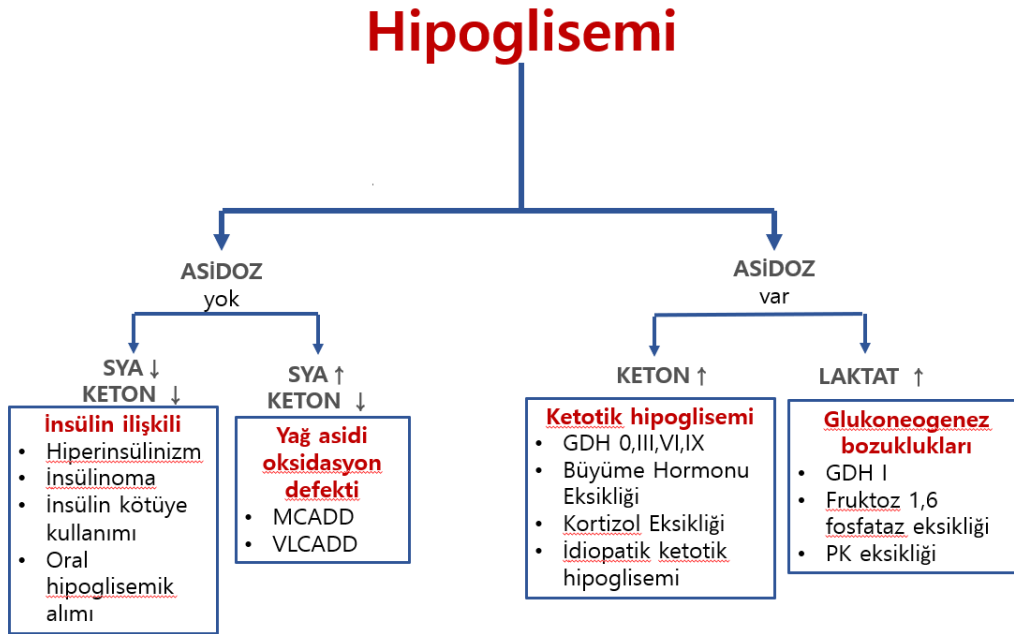 Hipoglisemi
ASİDOZ
yok
SYA ↓
KETON ↓
İnsülin ilişkili
• Hiperinsülinizm
• İnsülinoma
• İnsülin kötüye
kullanımı
• Oral
hipoglisemik
alımı
SYA ↑
KETON ↓
Yağ asidi
oksidasyon
defekti
• MCADD
• VLCADD
ASİDOZ
var
KETON ↑
Ketotik hipoglisemi
• GDH 0,III,VI,IX
• Büyüme Hormonu
Eksikliği
• Kortizol Eksikliği
• İdiopatik ketotik
hipoglisemi
LAKTAT ↑
Glukoneogenez
bozuklukları
• GDH I
• Fruktoz 1,6
fosfataz eksikliği
• PK eksikliği